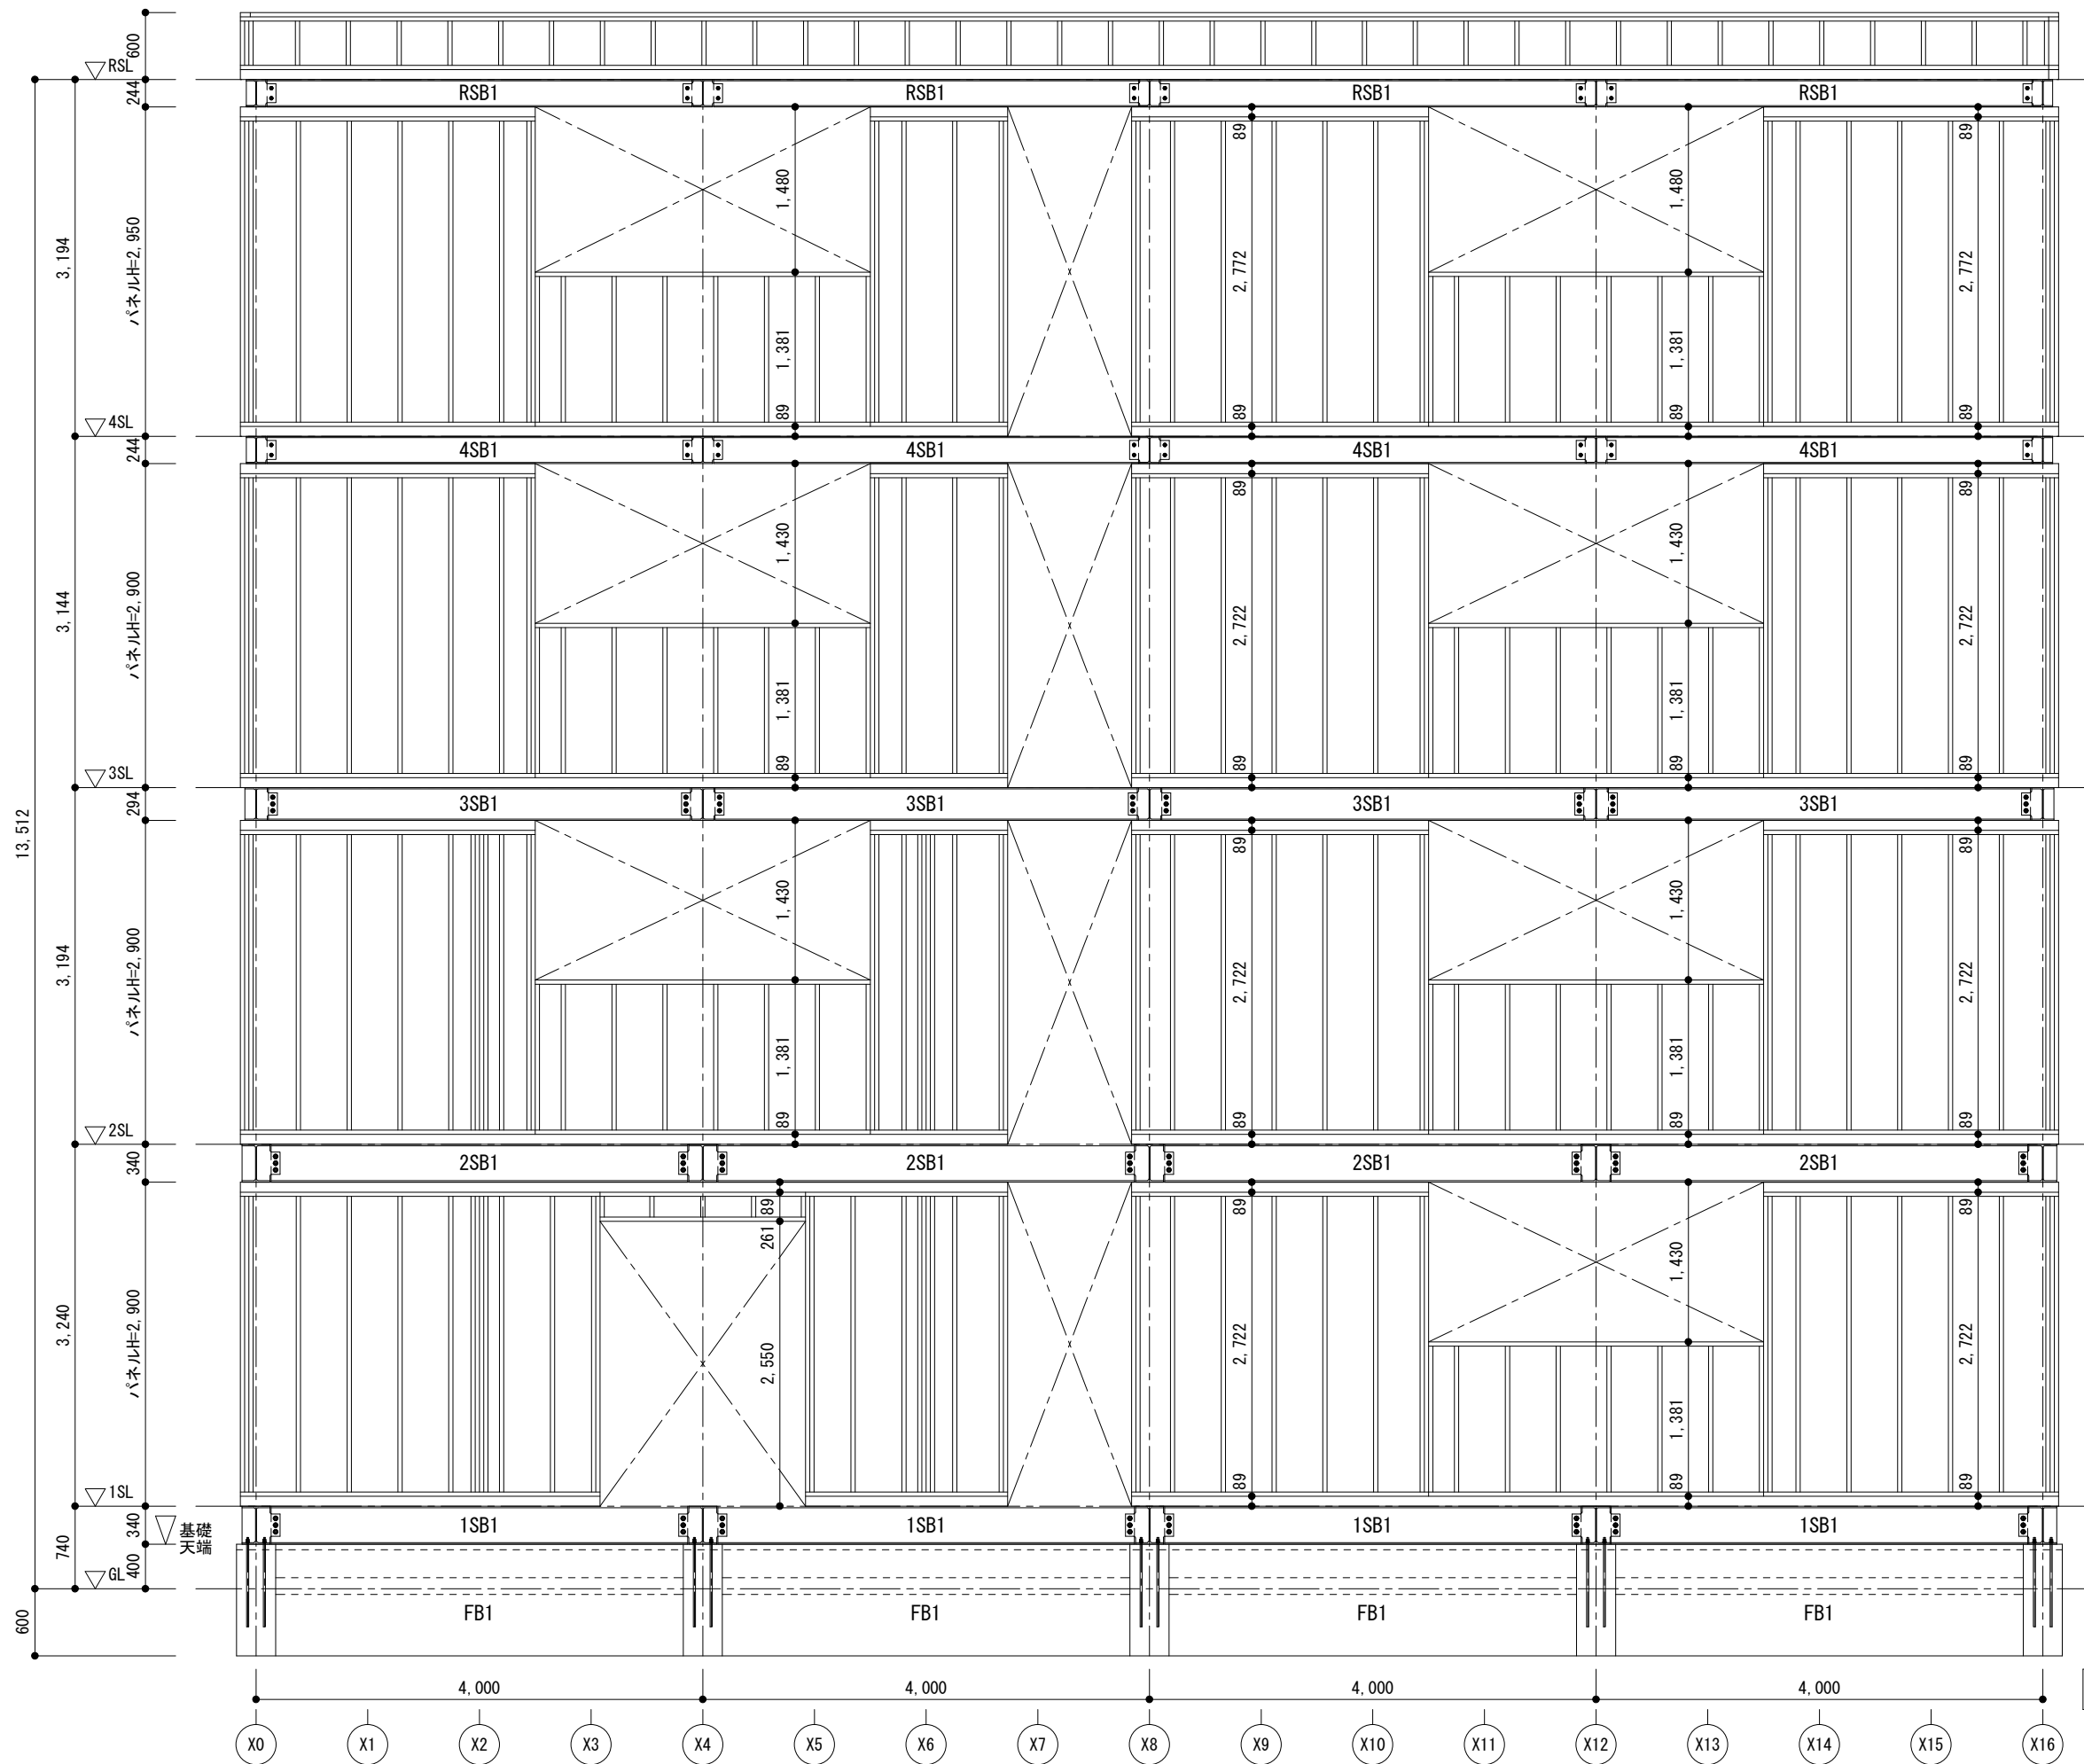 600
RSL
244
RSB1 RSB1 RSB1 RSB1
89 89
1,480 1,480
パネルH=2,950
3,194
2,772 2,772
1,381 1,381
89 89 89 89
4SL
244
4SB1 4SB1 4SB1 4SB1
89 89
1,430 1,430
パネルH=2,900
3,144
2,722 2,722
1,381 1,381
89 89 89 89
3SL
294
3SB1 3SB1 3SB1 3SB1
13,512
89 89
1,430 1,430
パネルH=2,900
3,194
2,722 2,722
1,381 1,381
89 89 89 89
2SL
340
2SB1 2SB1 2SB1 2SB1
89 89 89
261
1,430
パネルH=2,900
3,240
2,550
2,722 2,722
1,381
89 89 89
1SL
340
基礎
天端
1SB1 1SB1 1SB1 1SB1
740
400
GL
600
FB1 FB1 FB1 FB1
4,000 4,000 4,000 4,000
X0 X1 X2 X3 X4 X5 X6 X7 X8 X9 X10 X11 X12 X13 X14 X15 X16